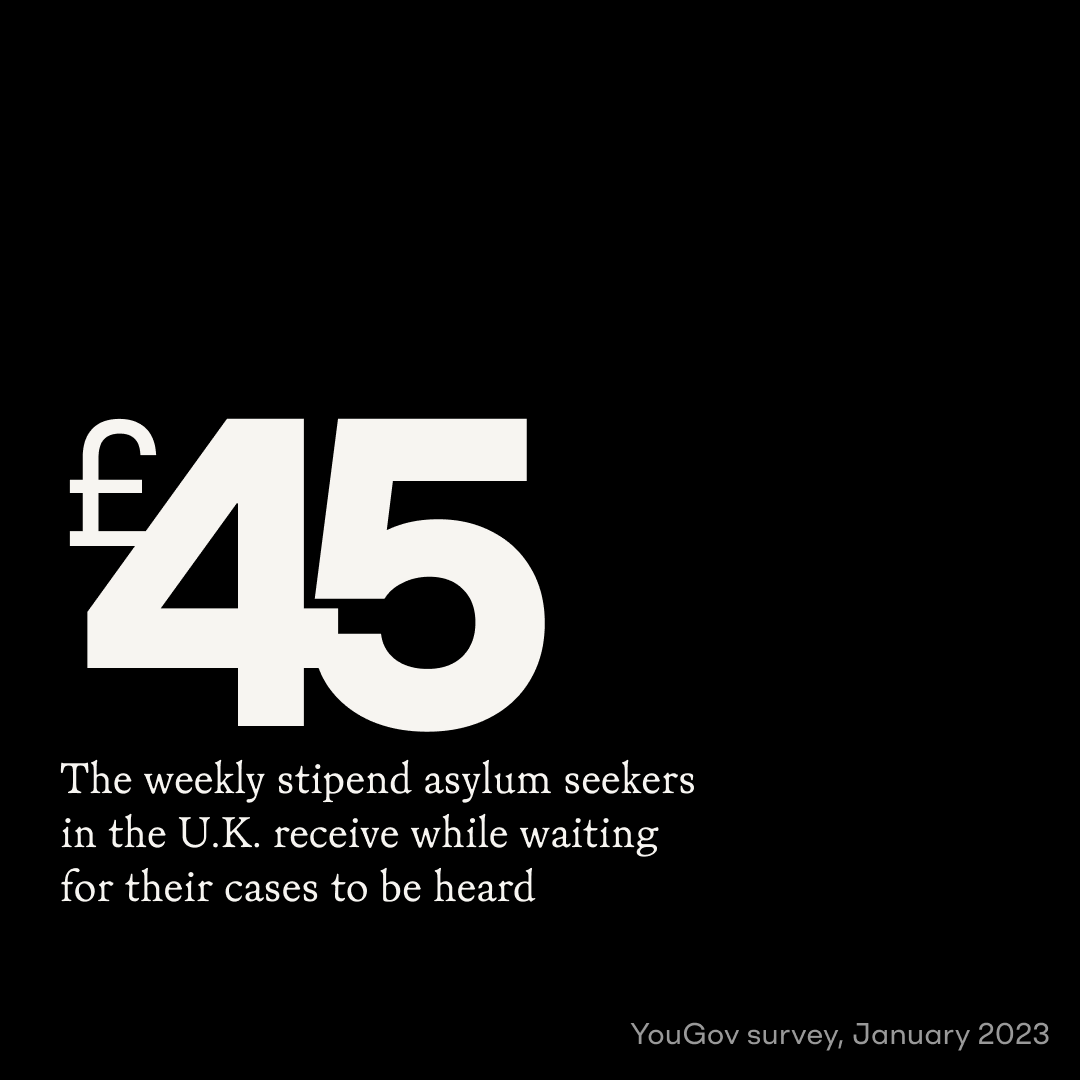 £45
The weekly stipend asylum seekers
in the U.K. receive while waiting
for their cases to be heard
YouGov survey, January 2023